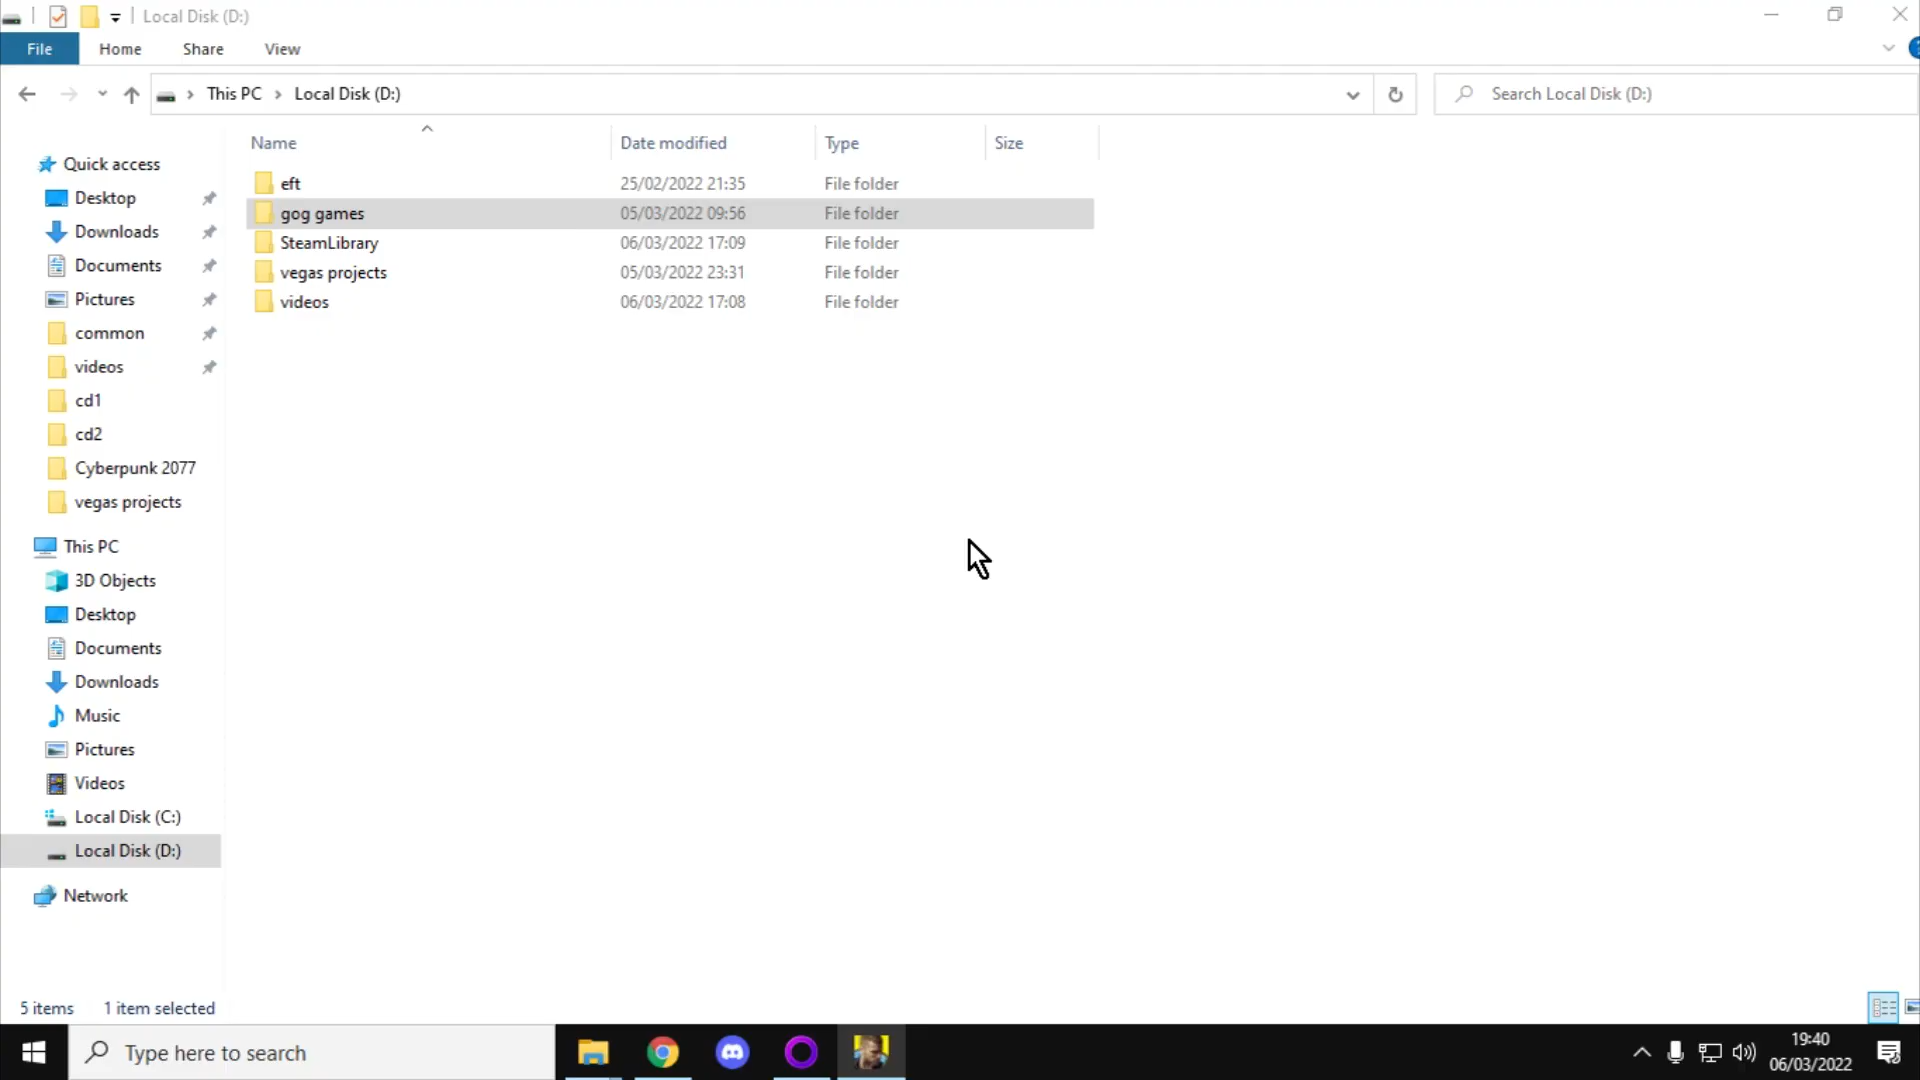 Local Disk (D:)
File Home Share View
This PC Local Disk (D:) Search Local Disk (D:)
Name Date modified Type Size
Quick access
Desktop
Downloads
Documents
Pictures
common
videos
cd1
cd2
Cyberpunk 2077
vegas projects
This PC
3D Objects
Desktop
Documents
Downloads
Music
Pictures
Videos
Local Disk (C:)
Local Disk (D:)
Network
eft 25/02/2022 21:35 File folder
gog games 05/03/2022 09:56 File folder
SteamLibrary 06/03/2022 17:09 File folder
vegas projects 05/03/2022 23:31 File folder
videos 06/03/2022 17:08 File folder
5 items 1 item selected
Type here to search
19:40
06/03/2022